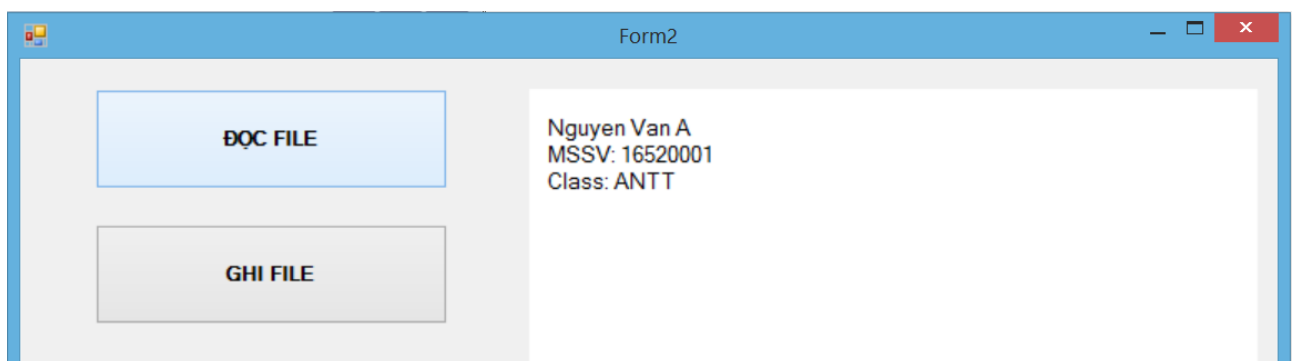 Form2
ĐỌC FILE
GHI FILE
Nguyen Van A
MSSV: 16520001
Class: ANTT